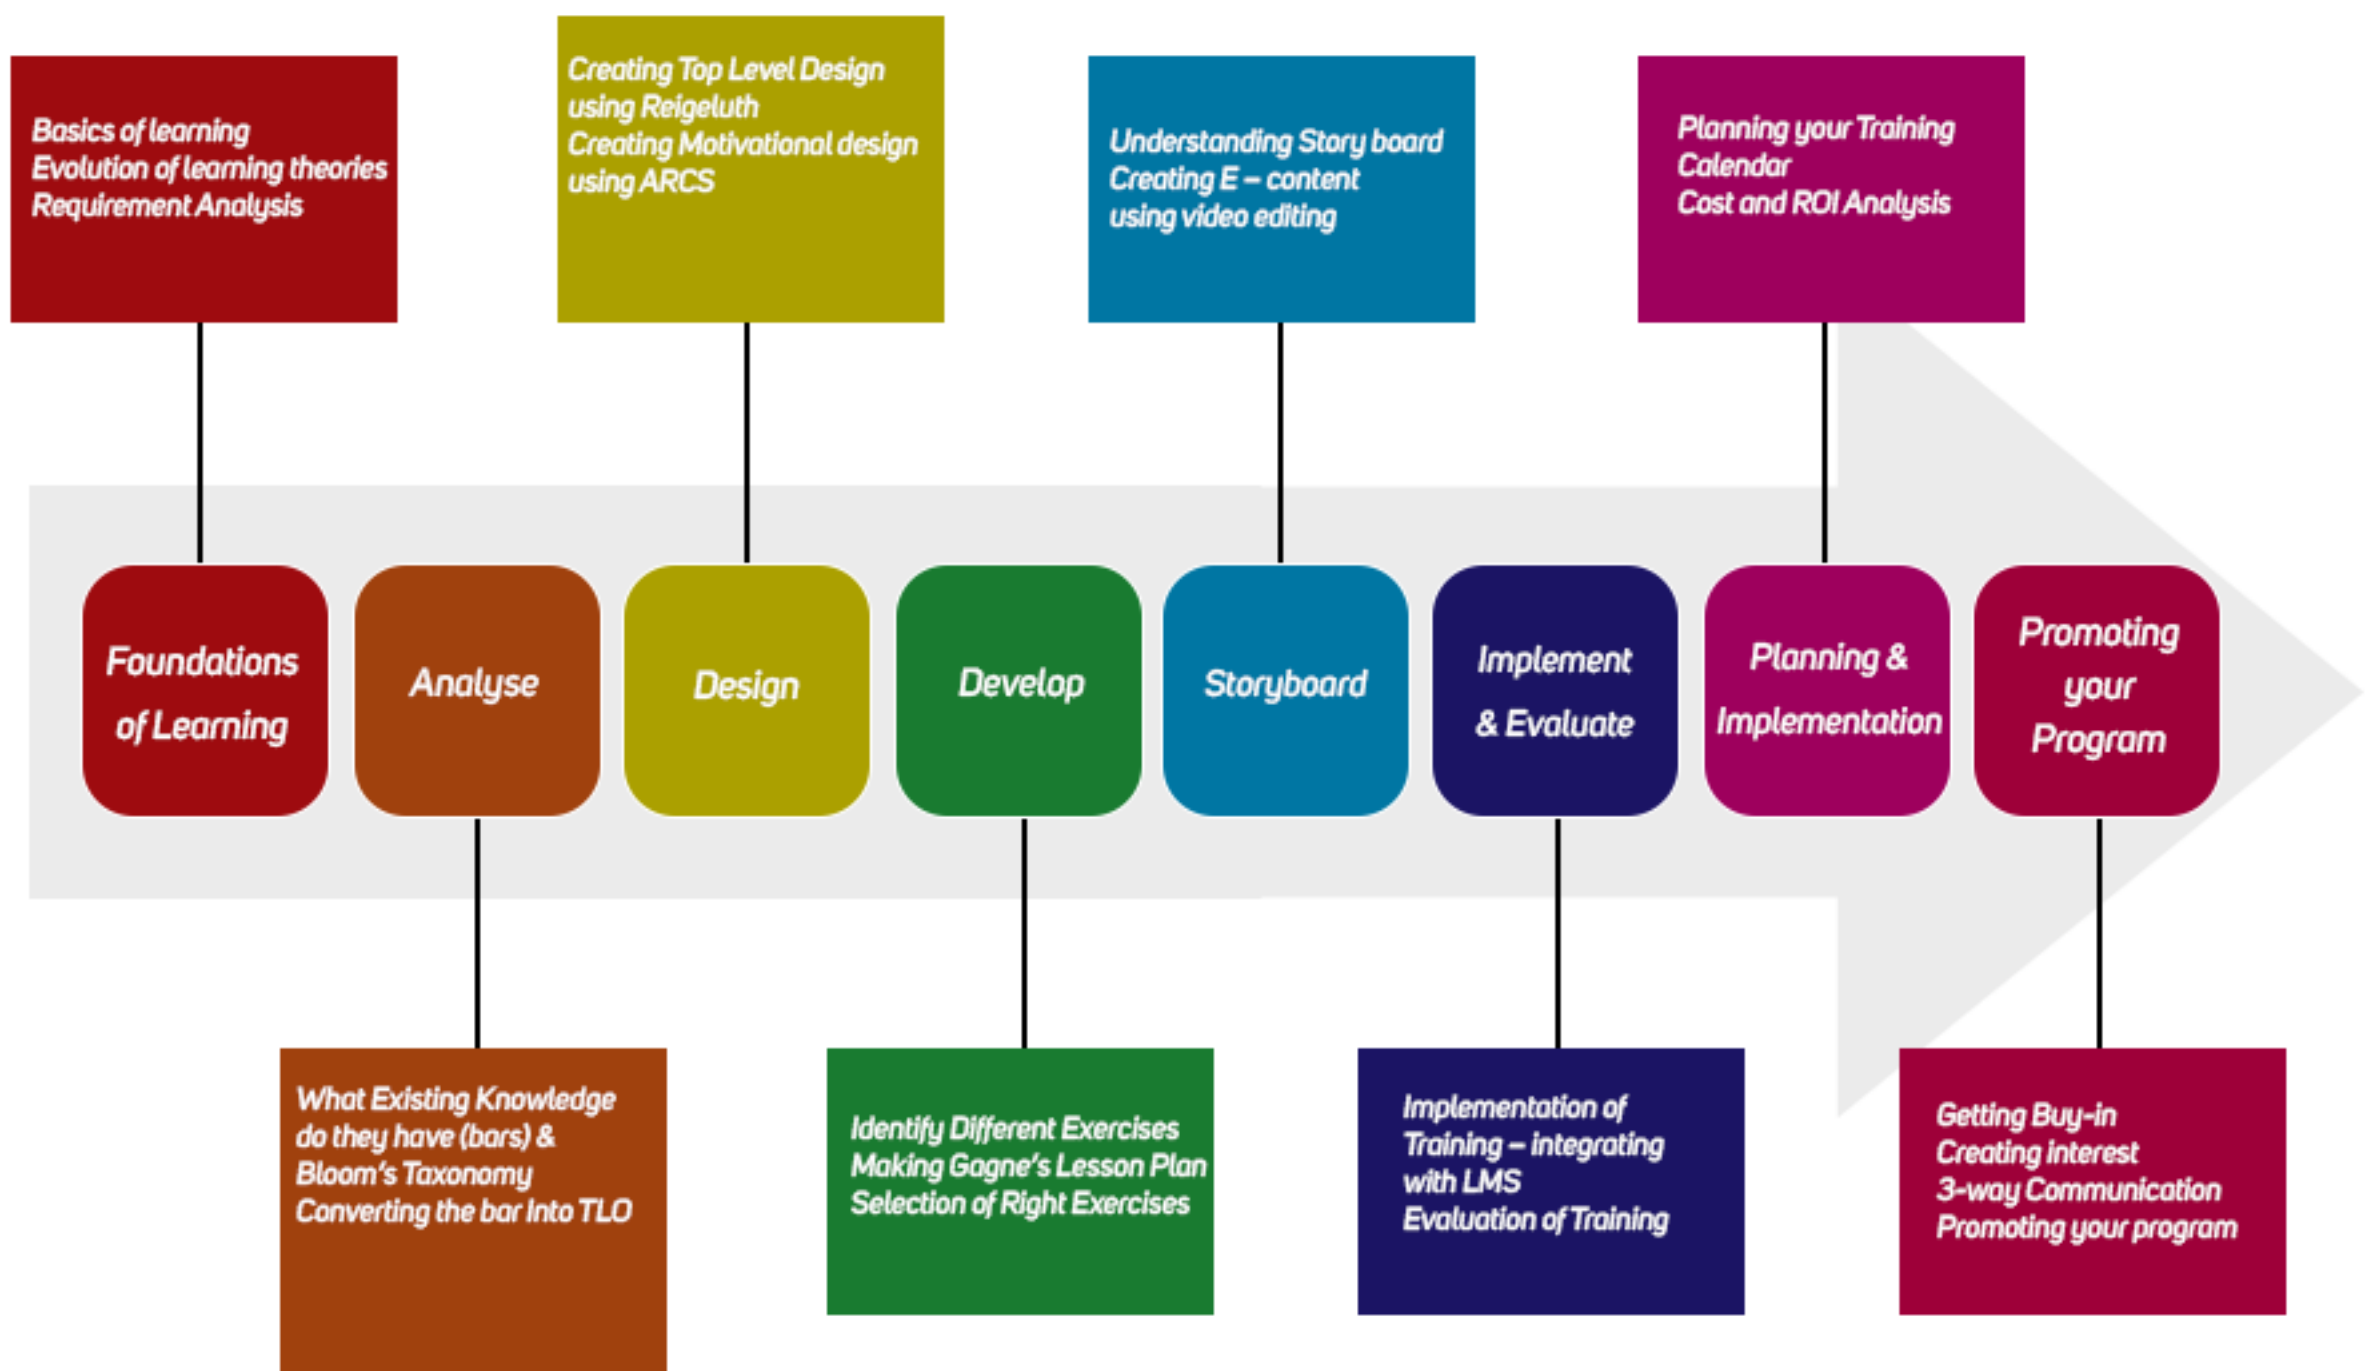 Basics of learning
Evolution of learning theories
Requirement Analysis
Creating Top Level Design
using Reigeluth
Creating Motivational design
using ARCS
Understanding Story board
Creating E – content
using video editing
Planning your Training
Calendar
Cost and ROI Analysis
Foundations
of Learning
Analyse
Design
Develop
Storyboard
Implement
& Evaluate
Planning &
Implementation
Promoting
your
Program
What Existing Knowledge
do they have (bars) &
Bloom's Taxonomy
Converting the bar Into TLO
Identify Different Exercises
Making Gagne's Lesson Plan
Selection of Right Exercises
Implementation of
Training – integrating
with LMS
Evaluation of Training
Getting Buy-in
Creating interest
3-way Communication
Promoting your program